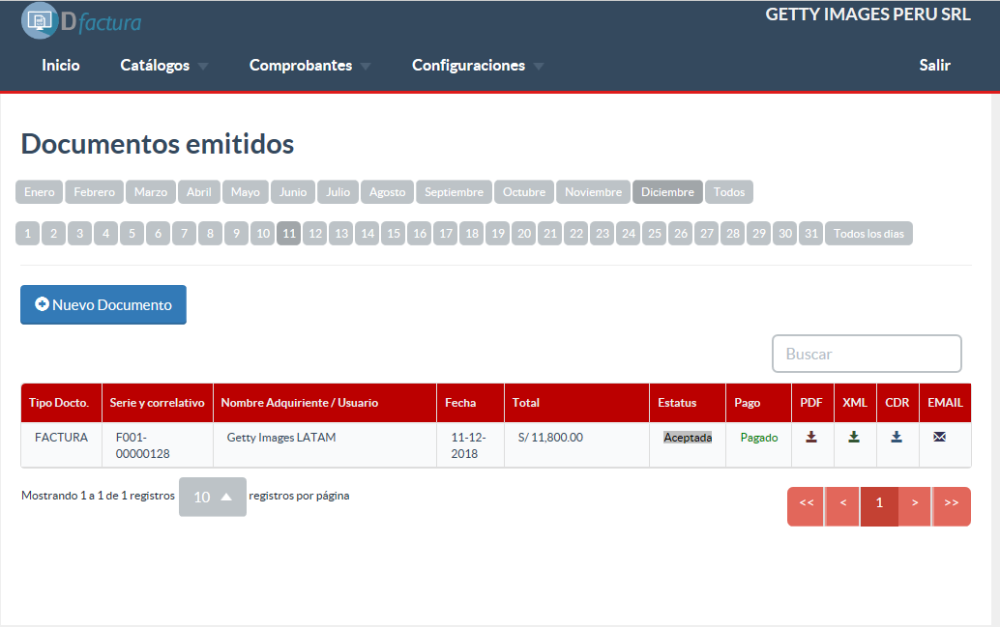 Dfactura
GETTY IMAGES PERU SRL
Inicio Catálogos Comprobantes Configuraciones Salir
Documentos emitidos
Enero Febrero Marzo Abril Mayo Junio Julio Agosto Septiembre Octubre Noviembre Diciembre Todos
1 2 3 4 5 6 7 8 9 10 11 12 13 14 15 16 17 18 19 20 21 22 23 24 25 26 27 28 29 30 31 Todos los dias
Nuevo Documento
Buscar
Tipo Docto. Serie y correlativo Nombre Adquiriente / Usuario Fecha Total Estatus Pago PDF XML CDR EMAIL
FACTURA F001- Getty Images LATAM 11-12- S/ 11,800.00 Aceptada Pagado
00000128 2018
Mostrando 1 a 1 de 1 registros 10 registros por página
<< < 1 > >>